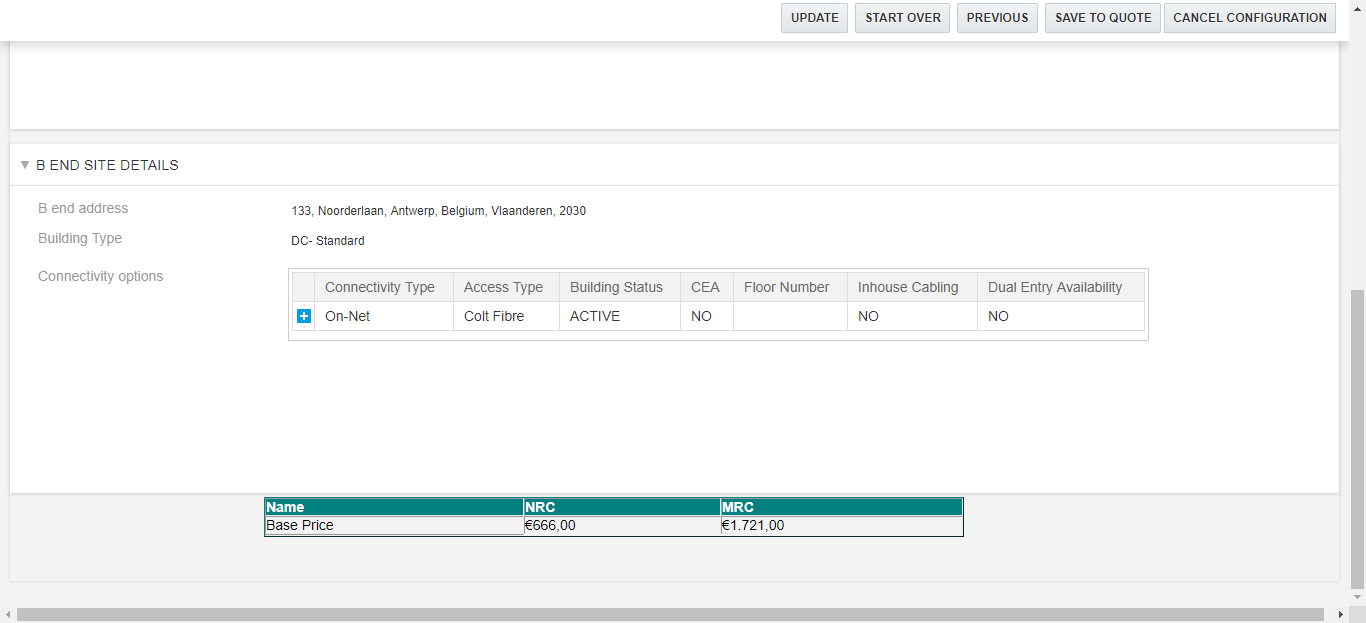 UPDATE START OVER PREVIOUS SAVE TO QUOTE CANCEL CONFIGURATION
B END SITE DETAILS
B end address 133, Noorderlaan, Antwerp, Belgium, Vlaanderen, 2030
Building Type DC- Standard
Connectivity options
Connectivity Type Access Type Building Status CEA Floor Number Inhouse Cabling Dual Entry Availability
On-Net Colt Fibre ACTIVE NO NO NO
Name NRC MRC
Base Price €666,00 €1.721,00